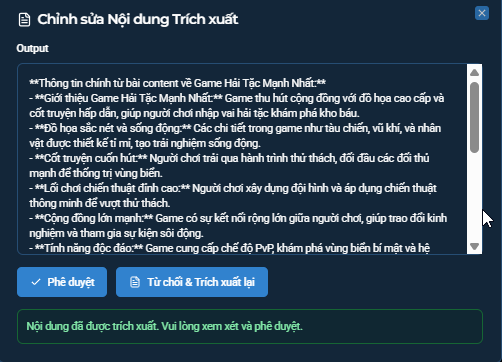 Chỉnh sửa Nội dung Trích xuất
Output
**Thông tin chính từ bài content về Game Hải Tặc Mạnh Nhất:**
- **Giới thiệu Game Hải Tặc Mạnh Nhất:** Game thu hút cộng đồng với đồ họa cao cấp và
cốt truyện hấp dẫn, giúp người chơi nhập vai hải tặc khám phá kho báu.
- **Đồ họa sắc nét và sống động:** Các chi tiết trong game như tàu chiến, vũ khí, và nhân
vật được thiết kế tỉ mỉ, tạo trải nghiệm sống động.
- **Cốt truyện cuốn hút:** Người chơi trải qua hành trình thử thách, đối đầu các đối thủ
mạnh để thống trị vùng biển.
- **Lối chơi chiến thuật đỉnh cao:** Người chơi xây dựng đội hình và áp dụng chiến thuật
thông minh để vượt thử thách.
- **Cộng đồng lớn mạnh:** Game có sự kết nối rộng lớn giữa người chơi, giúp trao đổi kinh
nghiệm và tham gia sự kiện sôi động.
- **Tính năng độc đáo:** Game cung cấp chế độ PvP, khám phá vùng biển bí mật và hệ
Phê duyệt
Từ chối & Trích xuất lại
Nội dung đã được trích xuất. Vui lòng xem xét và phê duyệt.